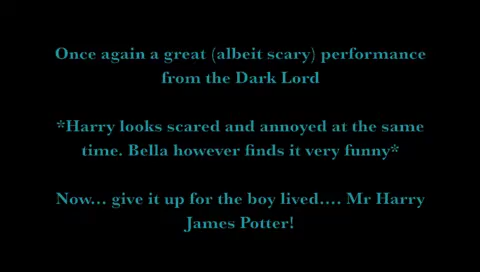 Once again a great (albeit scary) performance
from the Dark Lord
*Harry looks scared and annoyed at the same
time. Bella however finds it very funny*
Now... give it up for the boy lived.... Mr Harry
James Potter!